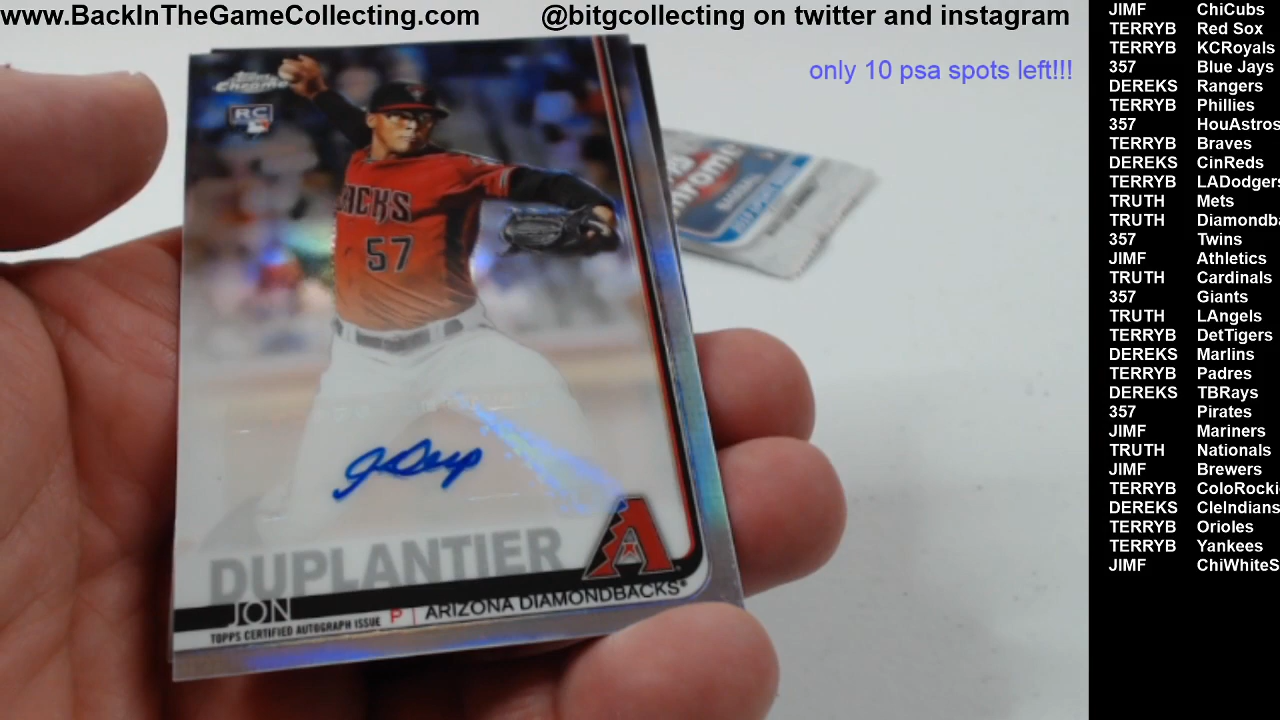 www.BackInTheGameCollecting.com @bitgcollecting on twitter and instagram
only 10 psa spots left!!!
Topps
Chrome
RC
ACKS
57
DUPLANTIER
JON
TOPPS CERTIFIED AUTOGRAPH ISSUE P | ARIZONA DIAMONDBACKS®
JIMF ChiCubs
TERRYB Red Sox
TERRYB KCRoyals
357 Blue Jays
DEREKS Rangers
TERRYB Phillies
357 HouAstros
TERRYB Braves
DEREKS CinReds
TERRYB LADodgers
TRUTH Mets
TRUTH Diamondba
357 Twins
JIMF Athletics
TRUTH Cardinals
357 Giants
TRUTH LAngels
TERRYB DetTigers
DEREKS Marlins
TERRYB Padres
DEREKS TBRays
357 Pirates
JIMF Mariners
TRUTH Nationals
JIMF Brewers
TERRYB ColoRocki
DEREKS CleIndians
TERRYB Orioles
TERRYB Yankees
JIMF ChiWhiteS